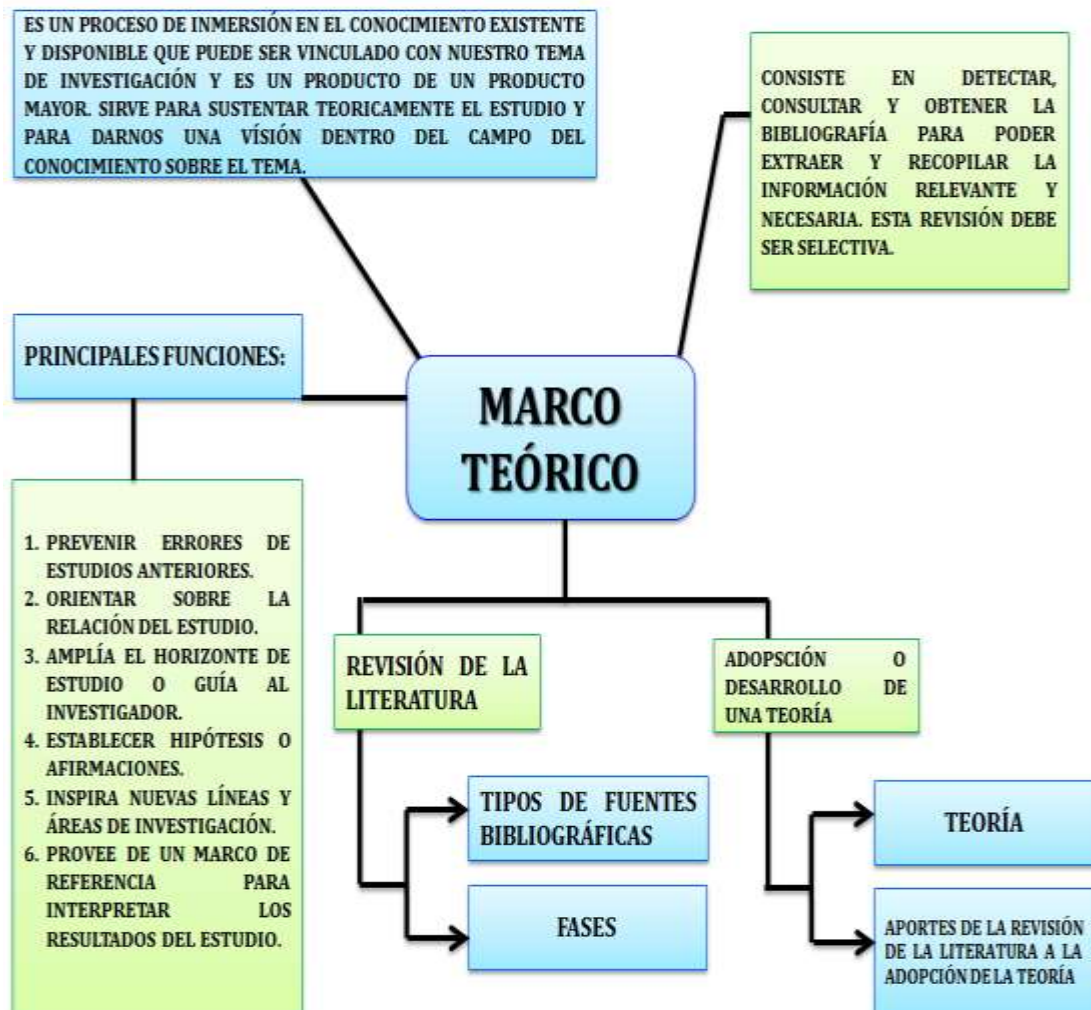 ES UN PROCESO DE INMERSIÓN EN EL CONOCIMIENTO EXISTENTE
Y DISPONIBLE QUE PUEDE SER VINCULADO CON NUESTRO TEMA
DE INVESTIGACIÓN Y ES UN PRODUCTO DE UN PRODUCTO
MAYOR. SIRVE PARA SUSTENTAR TEORICAMENTE EL ESTUDIO Y
PARA DARNOS UNA VÍSIÓN DENTRO DEL CAMPO DEL
CONOCIMIENTO SOBRE EL TEMA.
CONSISTE EN DETECTAR,
CONSULTAR Y OBTENER LA
BIBLIOGRAFÍA PARA PODER
EXTRAER Y RECOPILAR LA
INFORMACIÓN RELEVANTE Y
NECESARIA. ESTA REVISIÓN DEBE
SER SELECTIVA.
PRINCIPALES FUNCIONES:
MARCO
TEÓRICO
1. PREVENIR ERRORES DE
ESTUDIOS ANTERIORES.
2. ORIENTAR SOBRE LA
RELACIÓN DEL ESTUDIO.
3. AMPLÍA EL HORIZONTE DE
ESTUDIO O GUÍA AL
INVESTIGADOR.
4. ESTABLECER HIPÓTESIS O
AFIRMACIONES.
5. INSPIRA NUEVAS LÍNEAS Y
ÁREAS DE INVESTIGACIÓN.
6. PROVEE DE UN MARCO DE
REFERENCIA PARA
INTERPRETAR LOS
RESULTADOS DEL ESTUDIO.
REVISIÓN DE LA
LITERATURA
ADOPSCIÓN O
DESARROLLO DE
UNA TEORÍA
TIPOS DE FUENTES
BIBLIOGRÁFICAS
FASES
TEORÍA
APORTES DE LA REVISIÓN
DE LA LITERATURA A LA
ADOPCIÓN DE LA TEORÍA